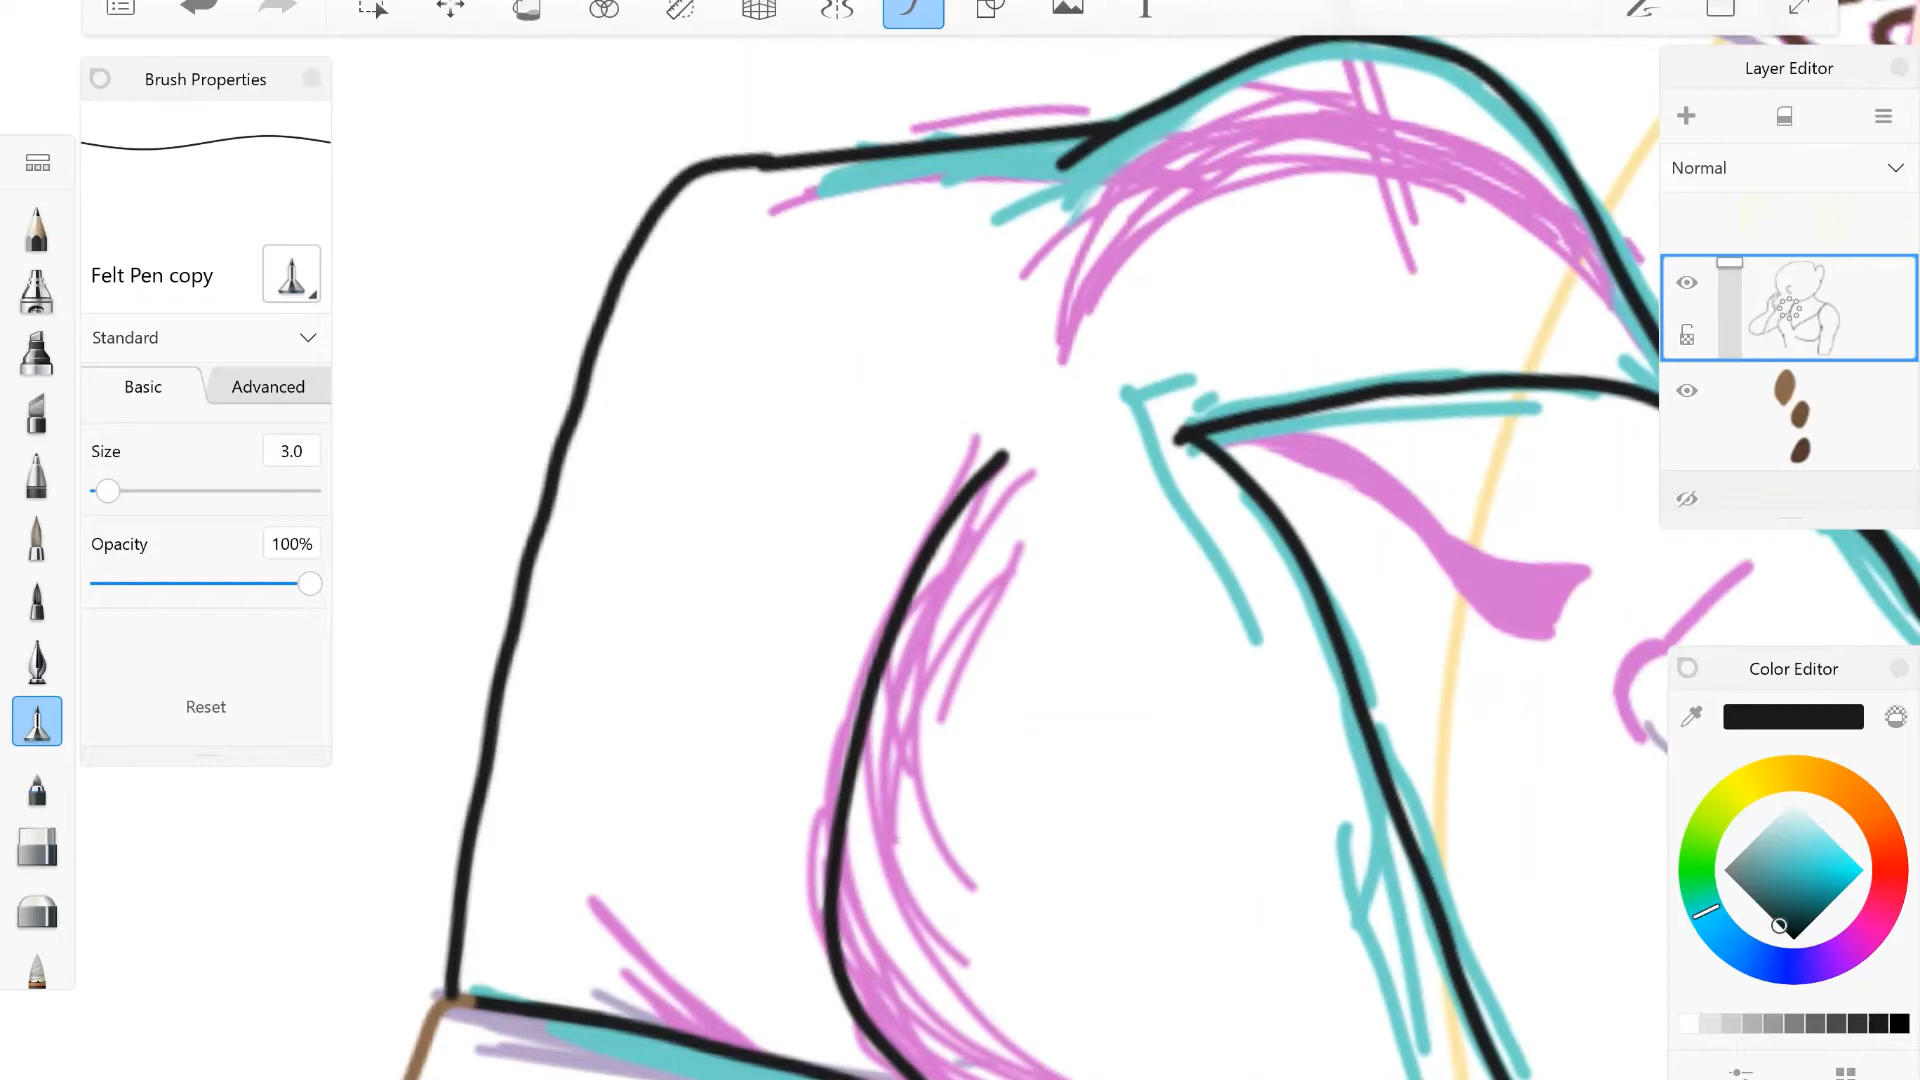 Brush Properties
Felt Pen copy
Standard
Basic Advanced
Size 3.0
Opacity 100%
Reset
Layer Editor
Normal
Color Editor